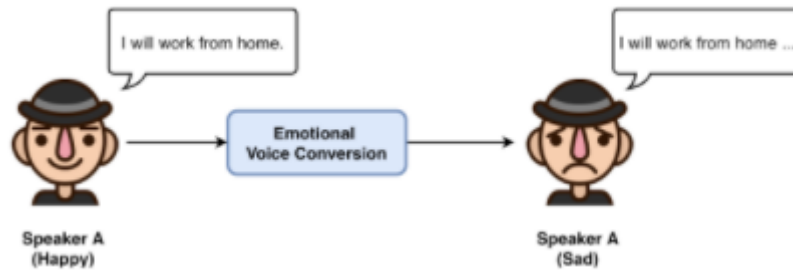 I will work from home.
I will work from home ...
Emotional
Voice Conversion
Speaker A
(Happy)
Speaker A
(Sad)